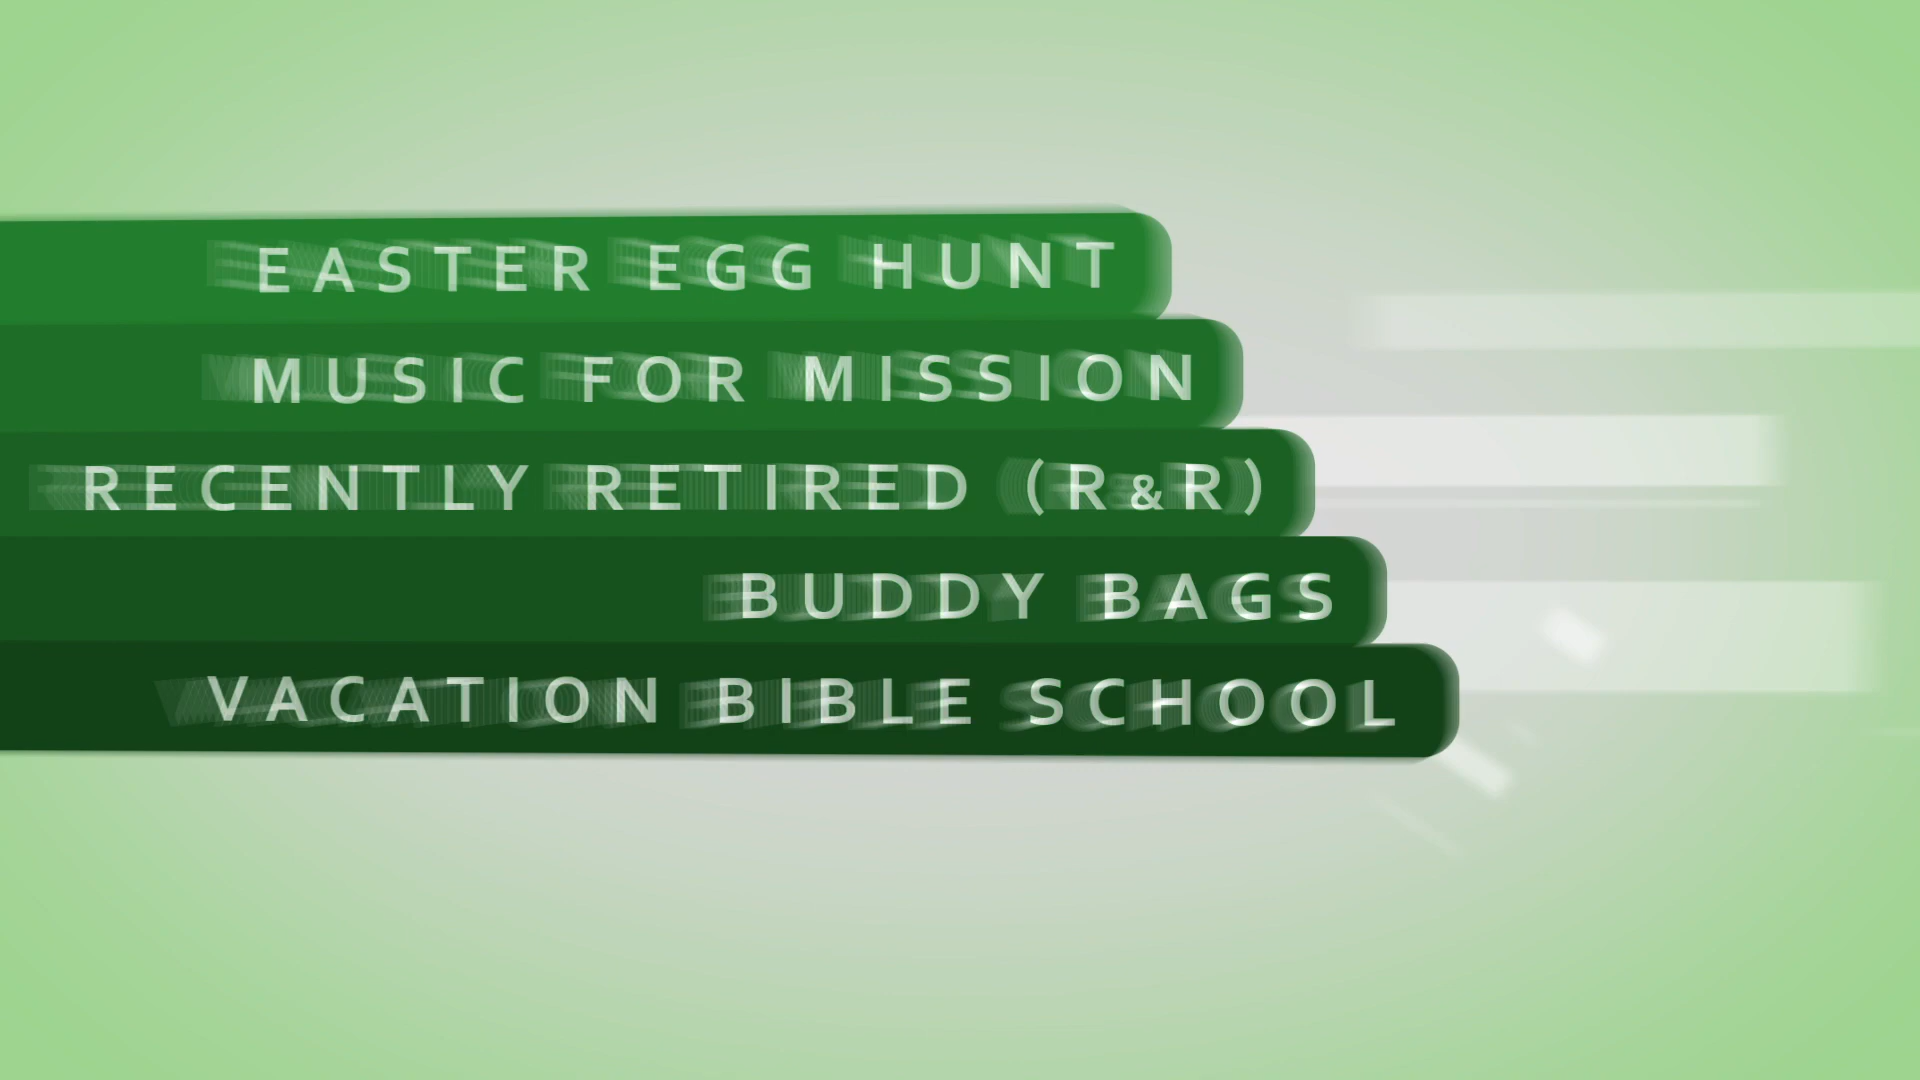 EASTER EGG HUNT
MUSIC FOR MISSION
RECENTLY RETIRED (R&R)
BUDDY BAGS
VACATION BIBLE SCHOOL